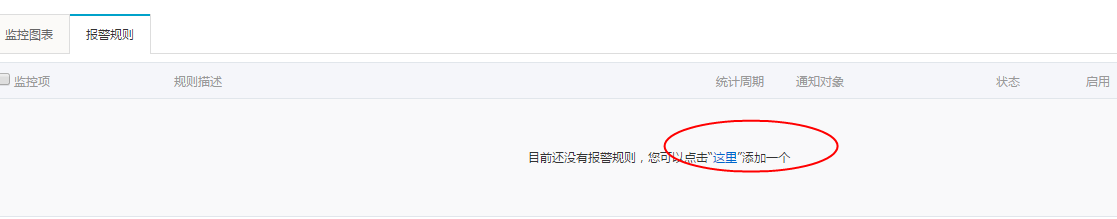 监控图表 报警规则
监控项 规则描述 统计周期 通知对象 状态 启用
目前还没有报警规则，您可以点击“这里”添加一个